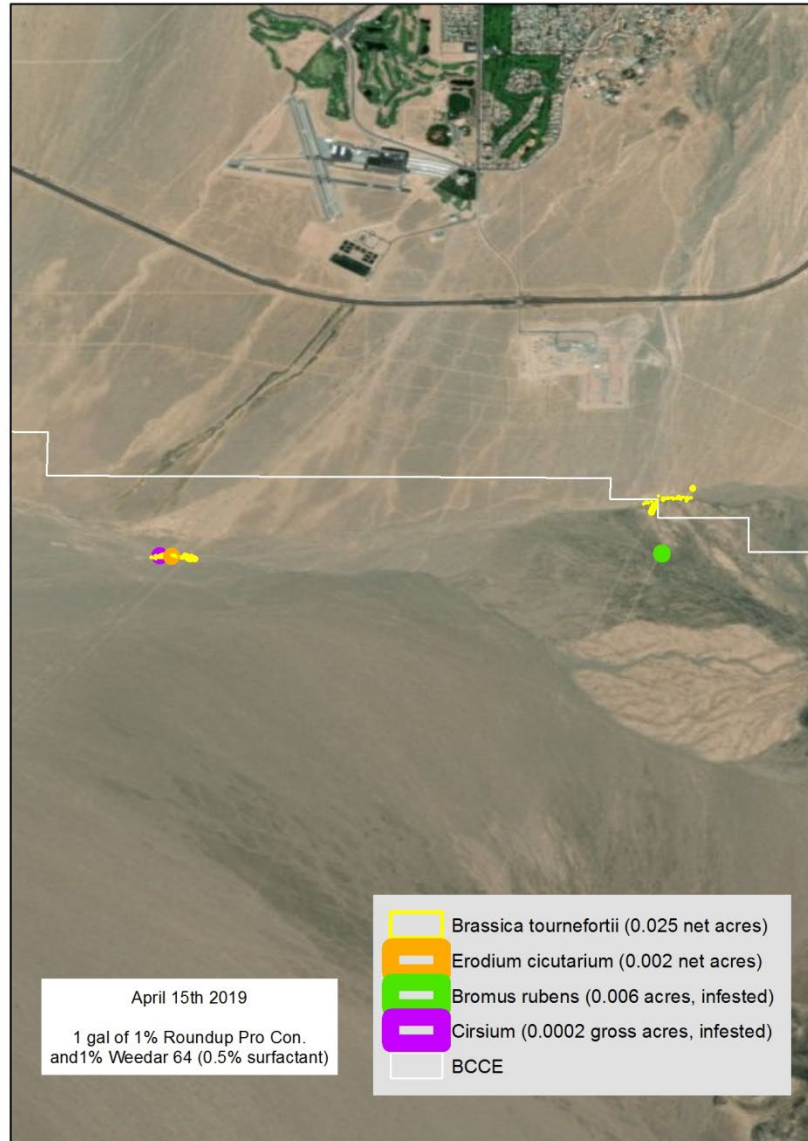 Brassica tournefortii (0.025 net acres)
Erodium cicutarium (0.002 net acres)
Bromus rubens (0.006 acres, infested)
Cirsium (0.0002 gross acres, infested)
BCCE
April 15th 2019
1 gal of 1% Roundup Pro Con.
and1% Weedar 64 (0.5% surfactant)